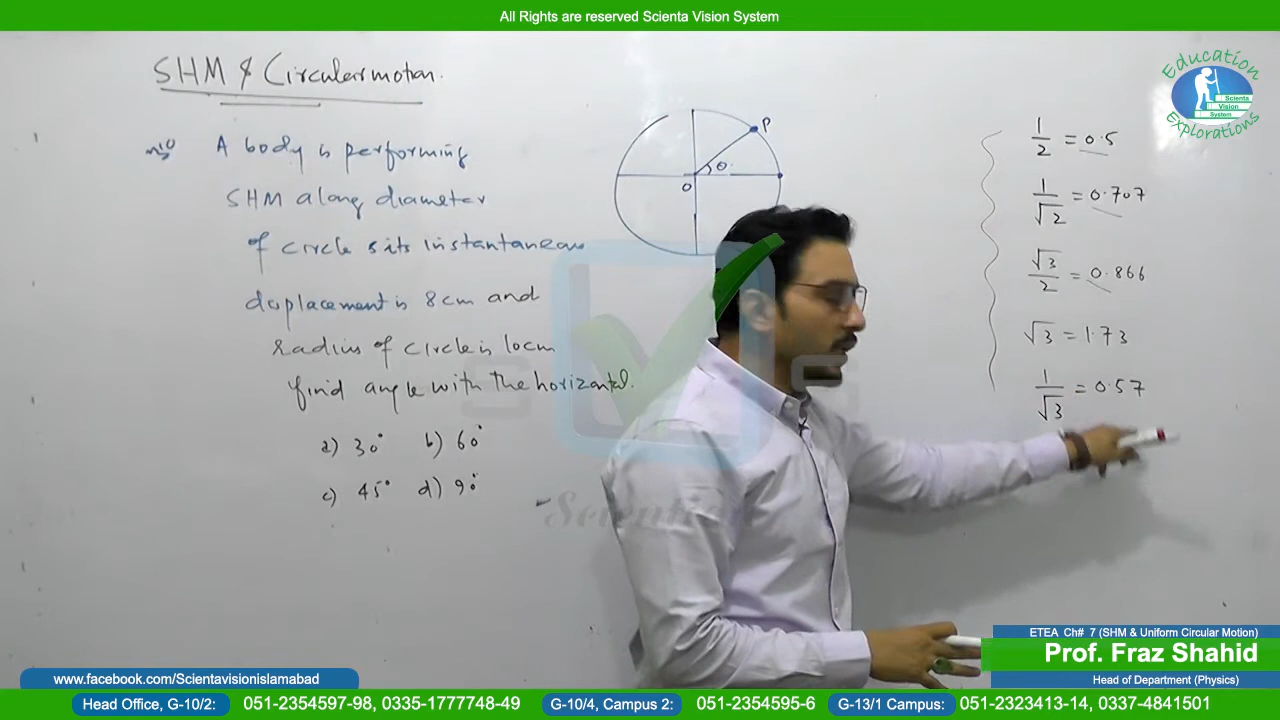 All Rights are reserved Scienta Vision System
SHM & Circular motion.
A body is performing
SHM along diameter
of circle & its instantaneous
displacement is 8cm and
radius of circle is 10cm
find angle with the horizontal.
a) 30° b) 60°
c) 45° d) 90°
P
θ
O
1/2 = 0.5
1/√2 = 0.707
√3/2 = 0.866
√3 = 1.73
1/√3 = 0.57
Education
Scienta
Vision
System
Explorations
ETEA Ch# 7 (SHM & Uniform Circular Motion)
Prof. Fraz Shahid
Head of Department (Physics)
www.facebook.com/Scientavisionislamabad
Head Office, G-10/2: 051-2354597-98, 0335-1777748-49 G-10/4, Campus 2: 051-2354595-6 G-13/1 Campus: 051-2323413-14, 0337-4841501